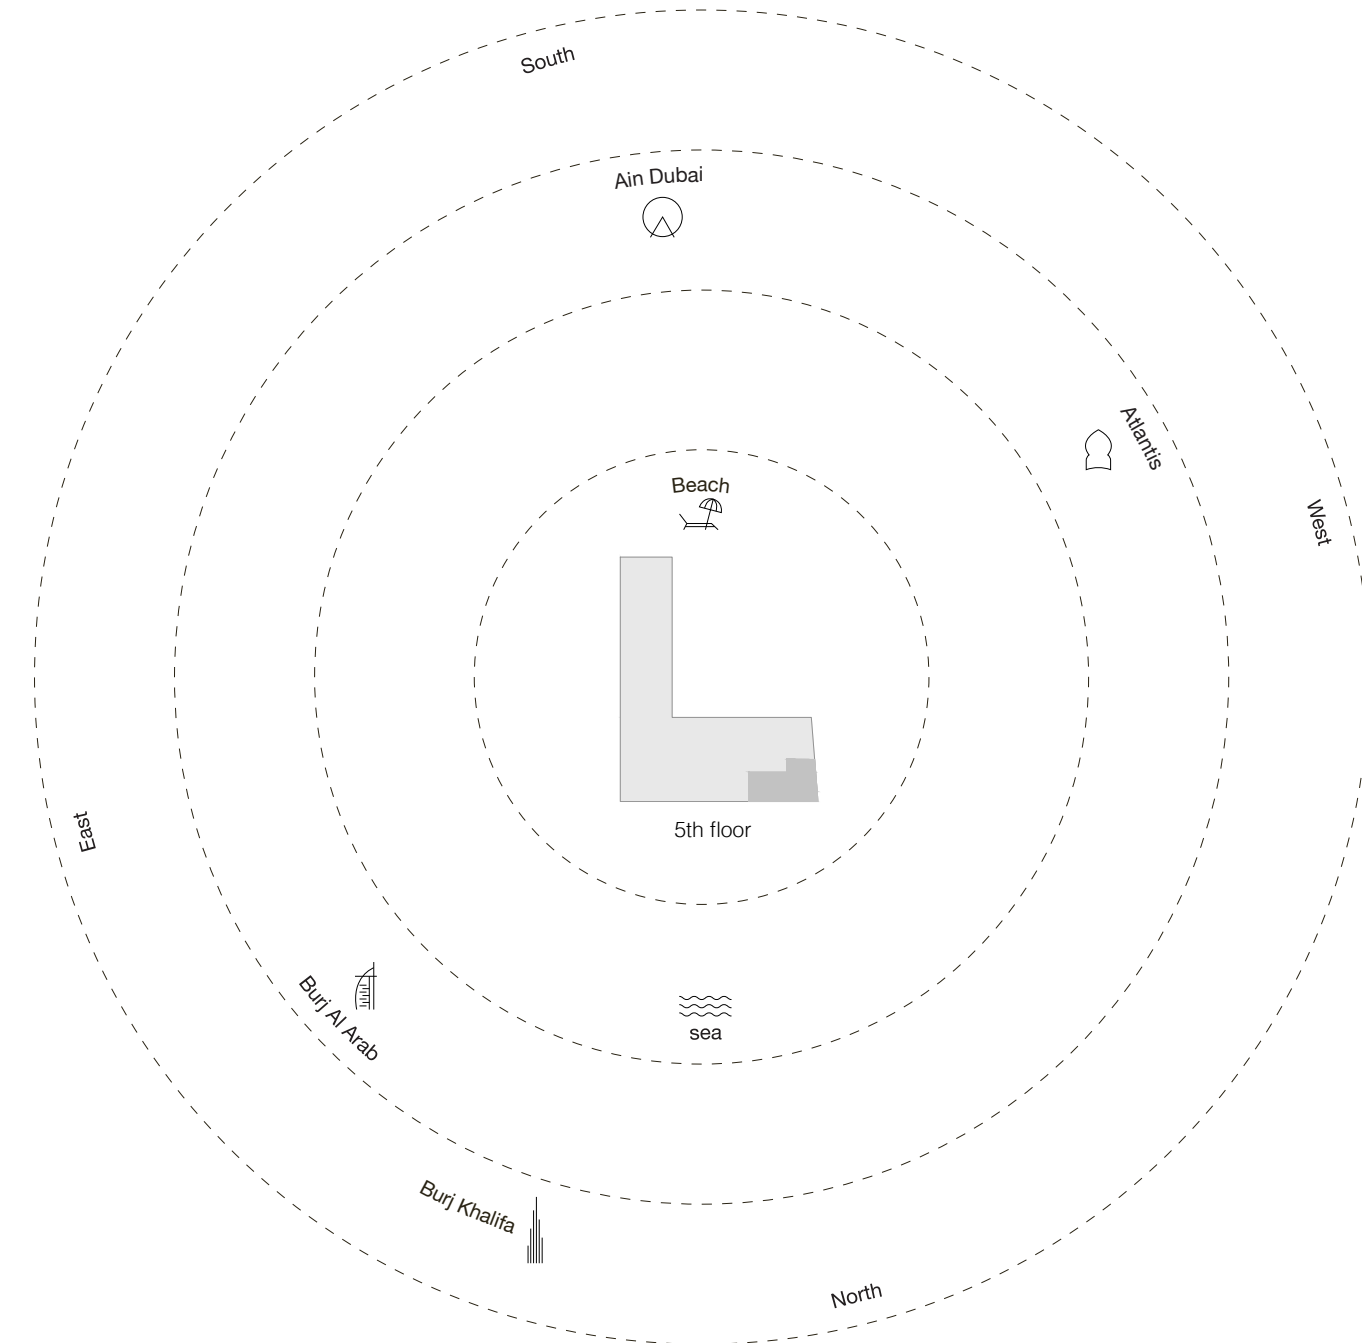 South
Ain Dubai
Atlantis
Beach
West
5th floor
East
Burj Al Arab
sea
Burj Khalifa
North